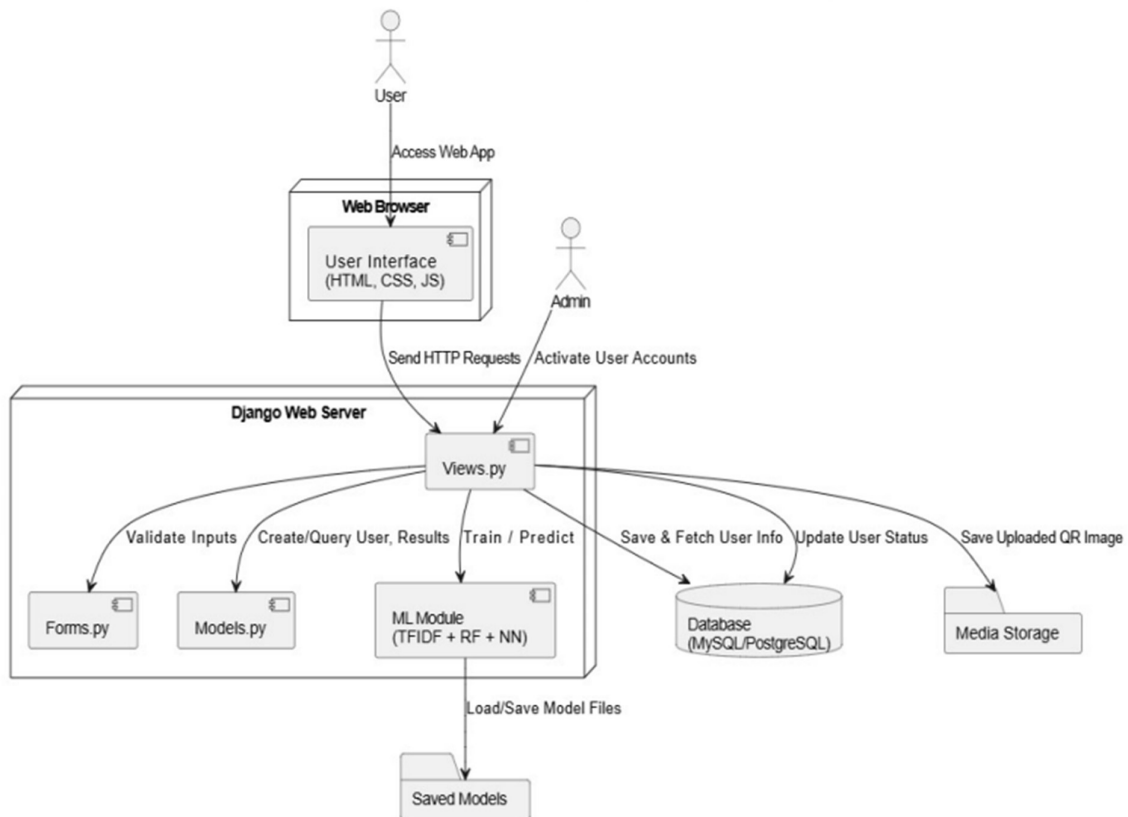 User
Access Web App
Web Browser
User Interface
(HTML, CSS, JS)
Admin
Send HTTP Requests
Activate User Accounts
Django Web Server
Views.py
Validate Inputs
Create/Query User, Results
Train / Predict
Save & Fetch User Info
Update User Status
Save Uploaded QR Image
Forms.py
Models.py
ML Module
(TFIDF + RF + NN)
Database
(MySQL/PostgreSQL)
Media Storage
Load/Save Model Files
Saved Models